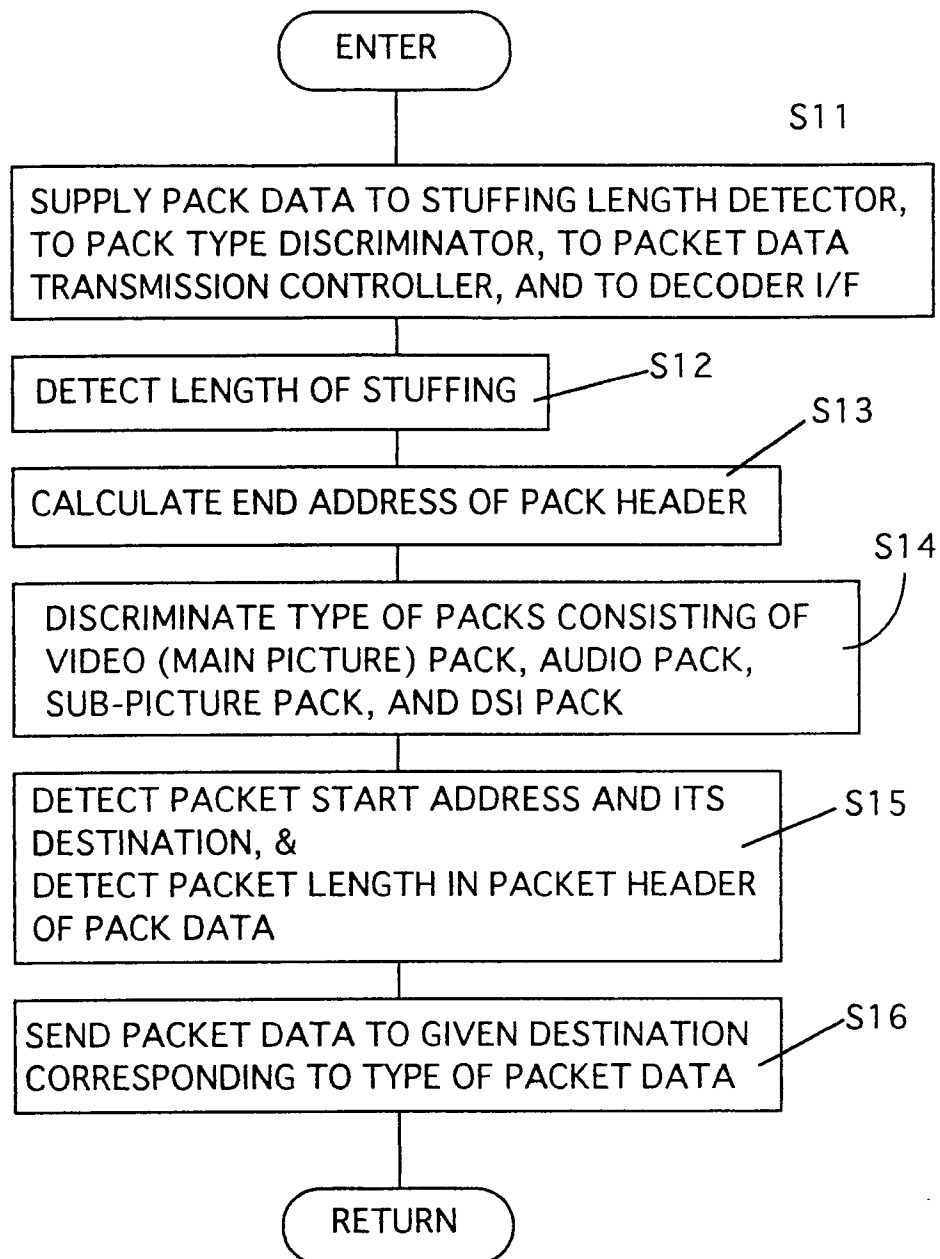 ENTER
S11
SUPPLY PACK DATA TO STUFFING LENGTH DETECTOR,
TO PACK TYPE DISCRIMINATOR, TO PACKET DATA
TRANSMISSION CONTROLLER, AND TO DECODER I/F
S12
DETECT LENGTH OF STUFFING
S13
CALCULATE END ADDRESS OF PACK HEADER
S14
DISCRIMINATE TYPE OF PACKS CONSISTING OF
VIDEO (MAIN PICTURE) PACK, AUDIO PACK,
SUB-PICTURE PACK, AND DSI PACK
DETECT PACKET START ADDRESS AND ITS
S15
DESTINATION, &
DETECT PACKET LENGTH IN PACKET HEADER
OF PACK DATA
S16
SEND PACKET DATA TO GIVEN DESTINATION
CORRESPONDING TO TYPE OF PACKET DATA
RETURN